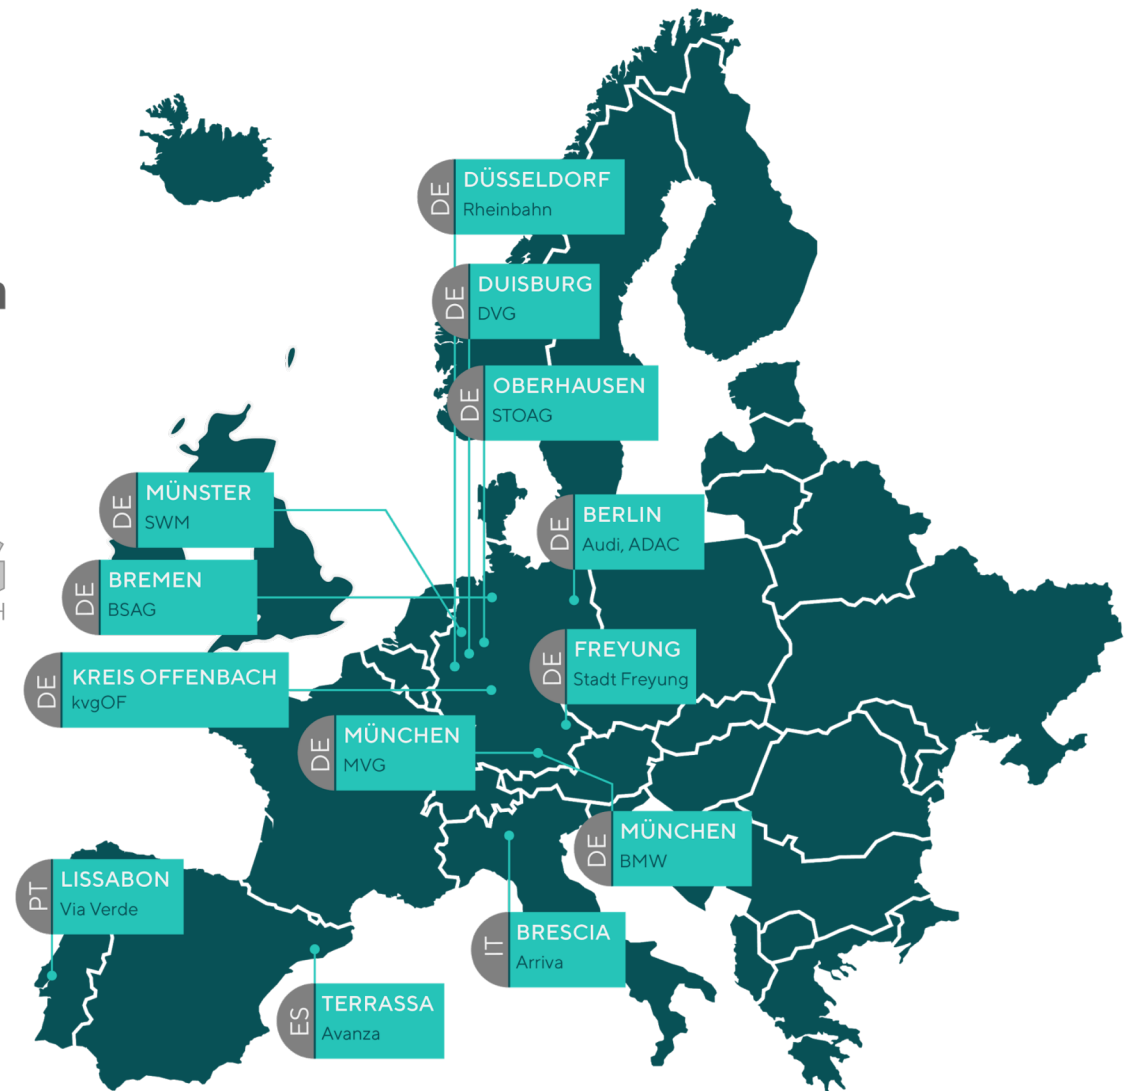 DE
DÜSSELDORF
Rheinbahn
DE
DUISBURG
DVG
DE
OBERHAUSEN
STOAG
DE
MÜNSTER
SWM
DE
BERLIN
Audi, ADAC
DE
BREMEN
BSAG
DE
FREYUNG
Stadt Freyung
DE
KREIS OFFENBACH
kvgOF
DE
MÜNCHEN
MVG
DE
MÜNCHEN
BMW
PT
LISSABON
Via Verde
IT
BRESCIA
Arriva
ES
TERRASSA
Avanza